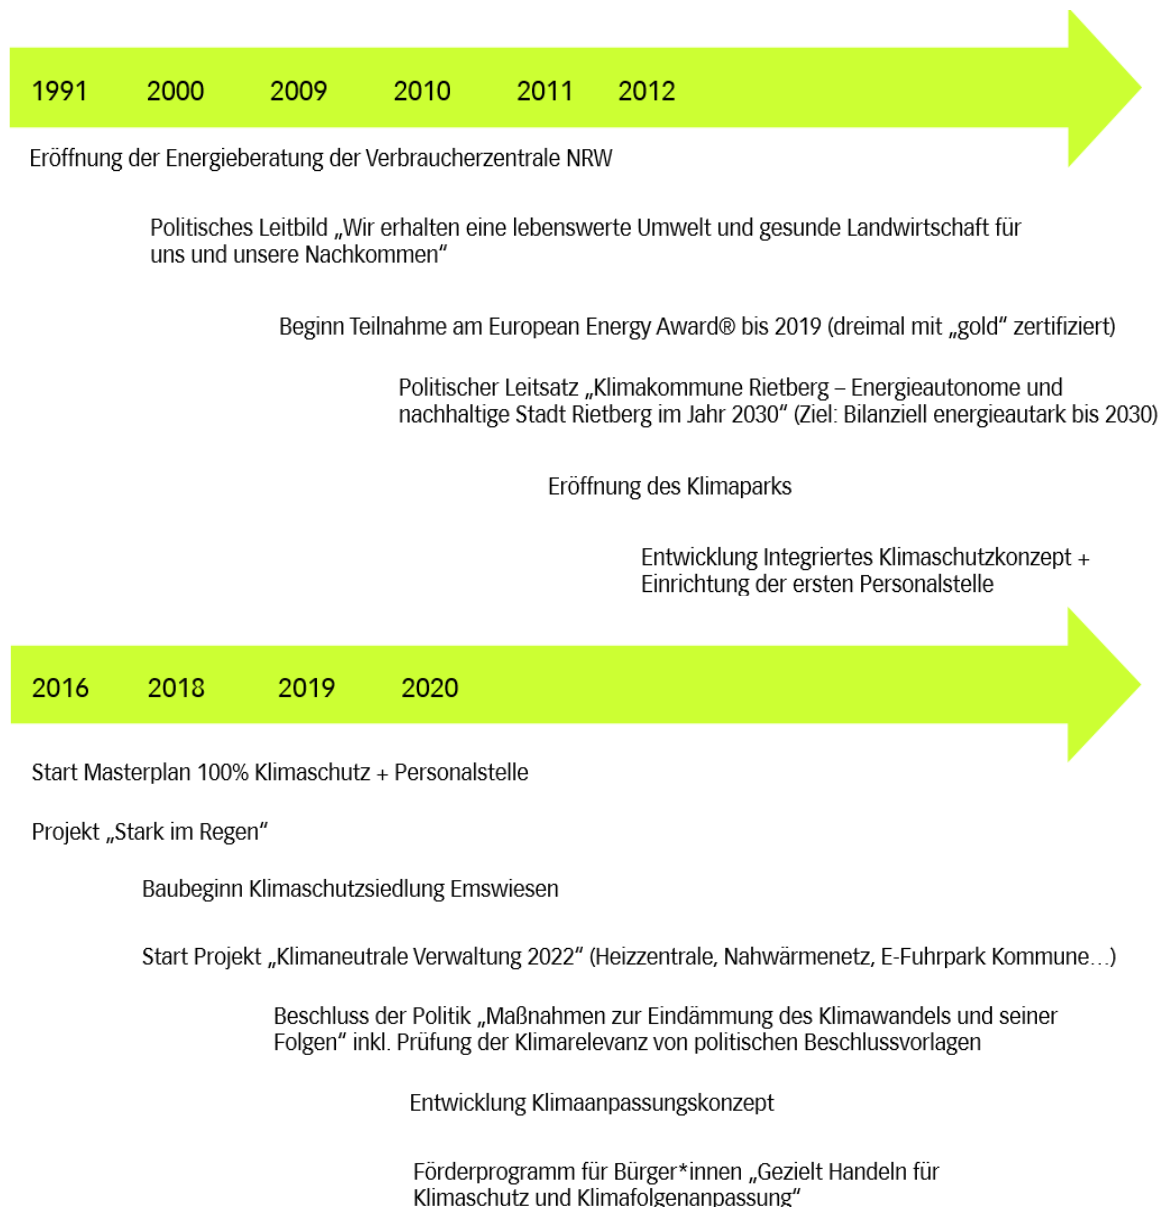 1991 2000 2009 2010 2011 2012
Eröffnung der Energieberatung der Verbraucherzentrale NRW
Politisches Leitbild „Wir erhalten eine lebenswerte Umwelt und gesunde Landwirtschaft für
uns und unsere Nachkommen“
Beginn Teilnahme am European Energy Award® bis 2019 (dreimal mit „gold“ zertifiziert)
Politischer Leitsatz „Klimakommune Rietberg – Energieautonome und
nachhaltige Stadt Rietberg im Jahr 2030“ (Ziel: Bilanziell energieautark bis 2030)
Eröffnung des Klimaparks
Entwicklung Integriertes Klimaschutzkonzept +
Einrichtung der ersten Personalstelle
2016 2018 2019 2020
Start Masterplan 100% Klimaschutz + Personalstelle
Projekt „Stark im Regen“
Baubeginn Klimaschutzsiedlung Emswiesen
Start Projekt „Klimaneutrale Verwaltung 2022“ (Heizzentrale, Nahwärmenetz, E-Fuhrpark Kommune…)
Beschluss der Politik „Maßnahmen zur Eindämmung des Klimawandels und seiner
Folgen“ inkl. Prüfung der Klimarelevanz von politischen Beschlussvorlagen
Entwicklung Klimaanpassungskonzept
Förderprogramm für Bürger*innen „Gezielt Handeln für
Klimaschutz und Klimafolgenanpassung“